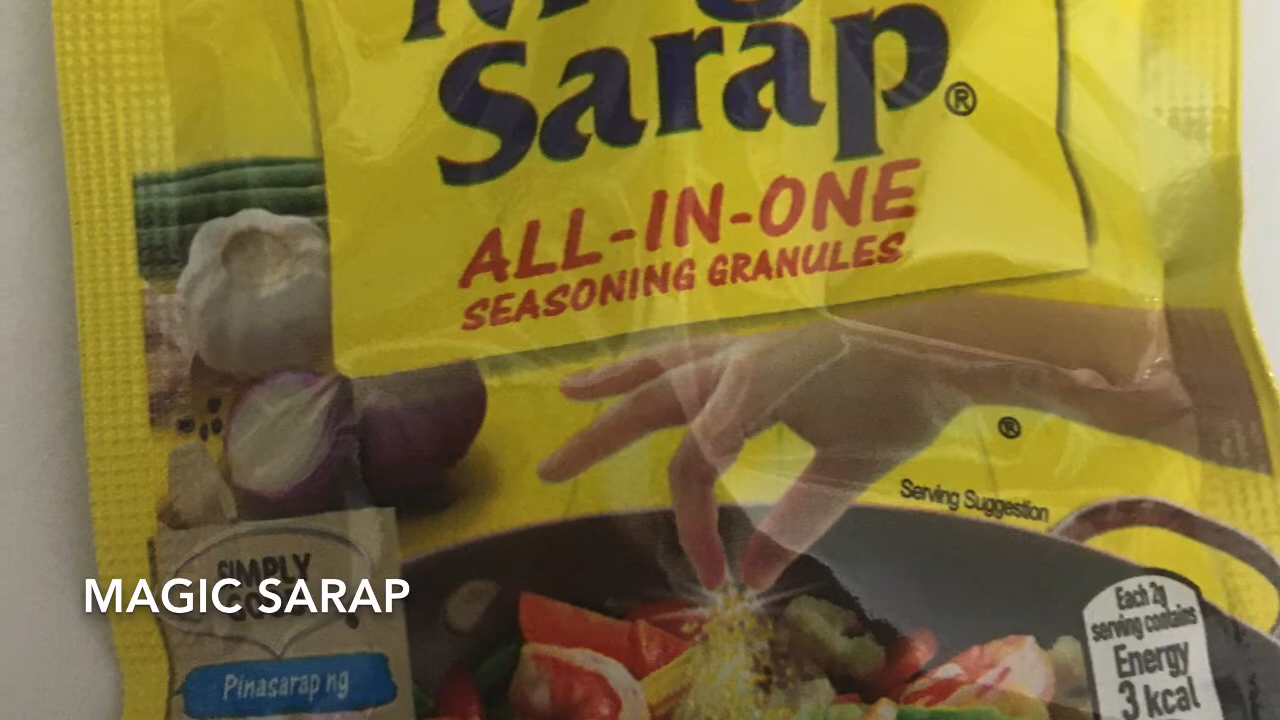 Sarap®
ALL-IN-ONE
SEASONING GRANULES
®
Serving Suggestion
SIMPLY
MAGIC SARAP
Pinasarap ng
Each 2g
serving contains
Energy
3 kcal